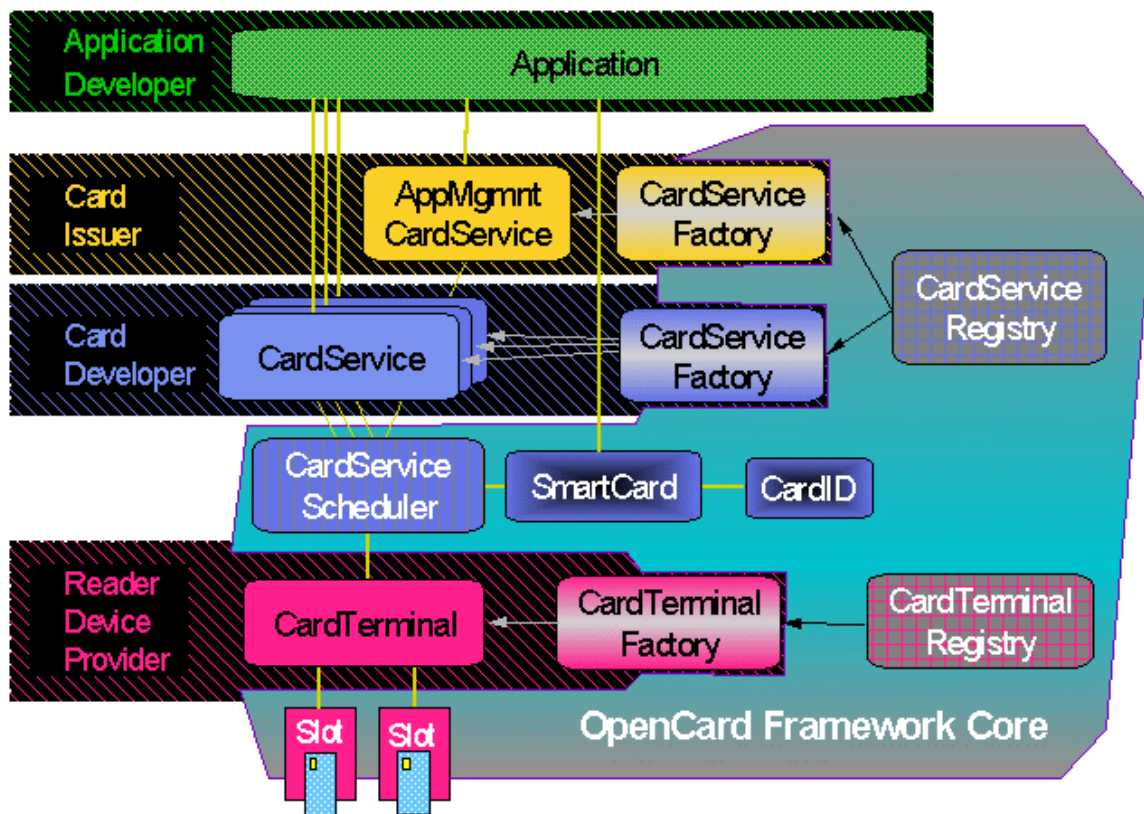 Application
Developer
Application
Card
Issuer
AppMgmnt
CardService
CardService
Factory
CardService
Registry
Card
Developer
CardService
CardService
Factory
CardService
Scheduler
SmartCard
CardID
Reader
Device
Provider
CardTerminal
CardTerminal
Factory
CardTerminal
Registry
Slot
Slot
OpenCard Framework Core